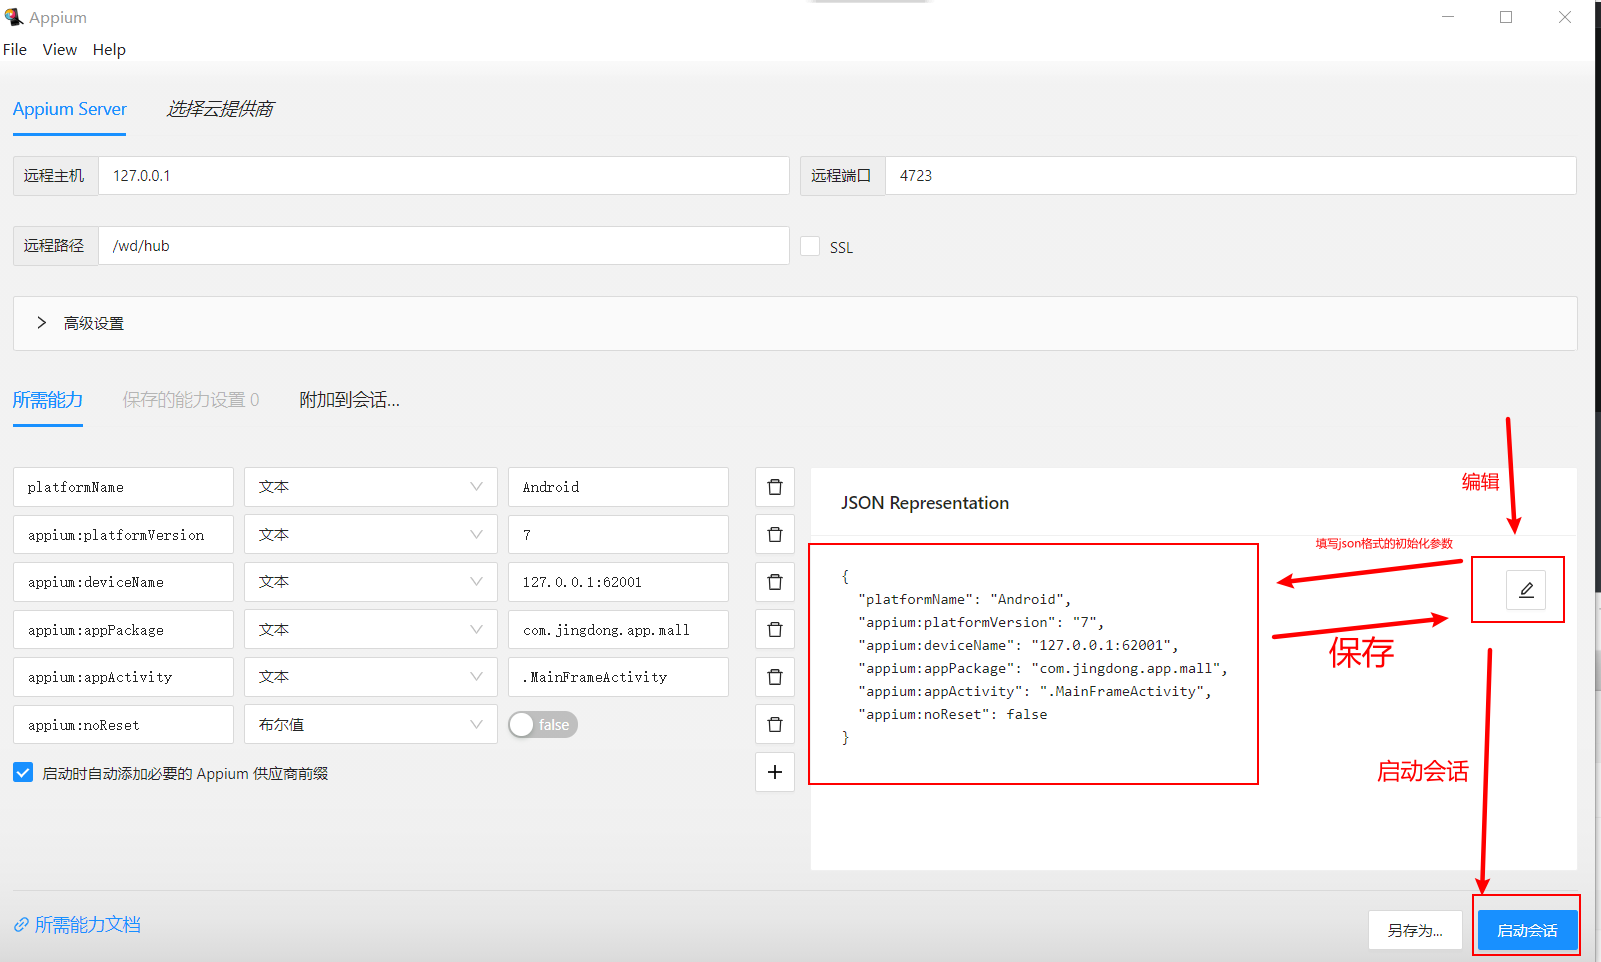 Appium
File View Help
Appium Server 选择云提供商
远程主机 127.0.0.1 远程端口 4723
远程路径 /wd/hub SSL
高级设置
所需能力 保存的能力设置 0 附加到会话...
platformName 文本 Android
appium:platformVersion 文本 7
appium:deviceName 文本 127.0.0.1:62001
appium:appPackage 文本 com.jingdong.app.mall
appium:appActivity 文本 .MainFrameActivity
appium:noReset 布尔值 false
启动时自动添加必要的 Appium 供应商前缀
JSON Representation
编辑
填写json格式的初始化参数
{
"platformName": "Android",
"appium:platformVersion": "7",
"appium:deviceName": "127.0.0.1:62001",
"appium:appPackage": "com.jingdong.app.mall",
"appium:appActivity": ".MainFrameActivity",
"appium:noReset": false
}
保存
启动会话
所需能力文档 另存为... 启动会话